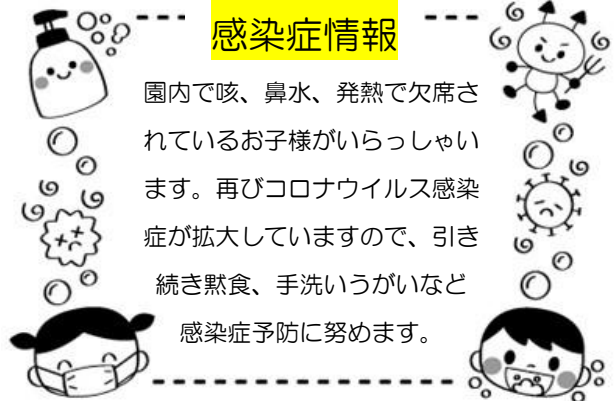 感染症情報
園内で咳、鼻水、発熱で欠席さ
れているお子様がいらっしゃい
ます。再びコロナウイルス感染
症が拡大していますので、引き
続き黙食、手洗いうがいなど
感染症予防に努めます。